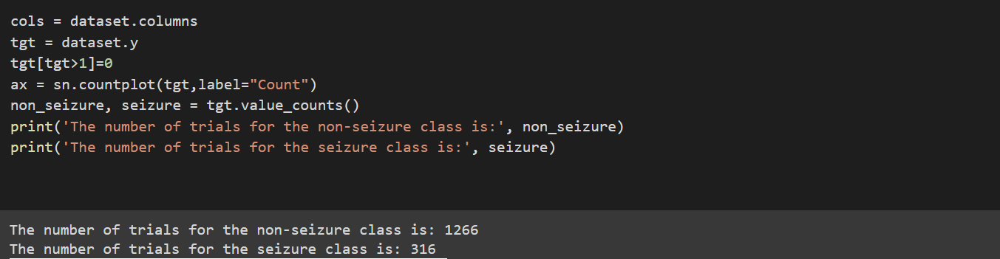 cols = dataset.columns
tgt = dataset.y
tgt[tgt>1]=0
ax = sn.countplot(tgt,label="Count")
non_seizure, seizure = tgt.value_counts()
print('The number of trials for the non-seizure class is:', non_seizure)
print('The number of trials for the seizure class is:', seizure)
The number of trials for the non-seizure class is: 1266
The number of trials for the seizure class is: 316